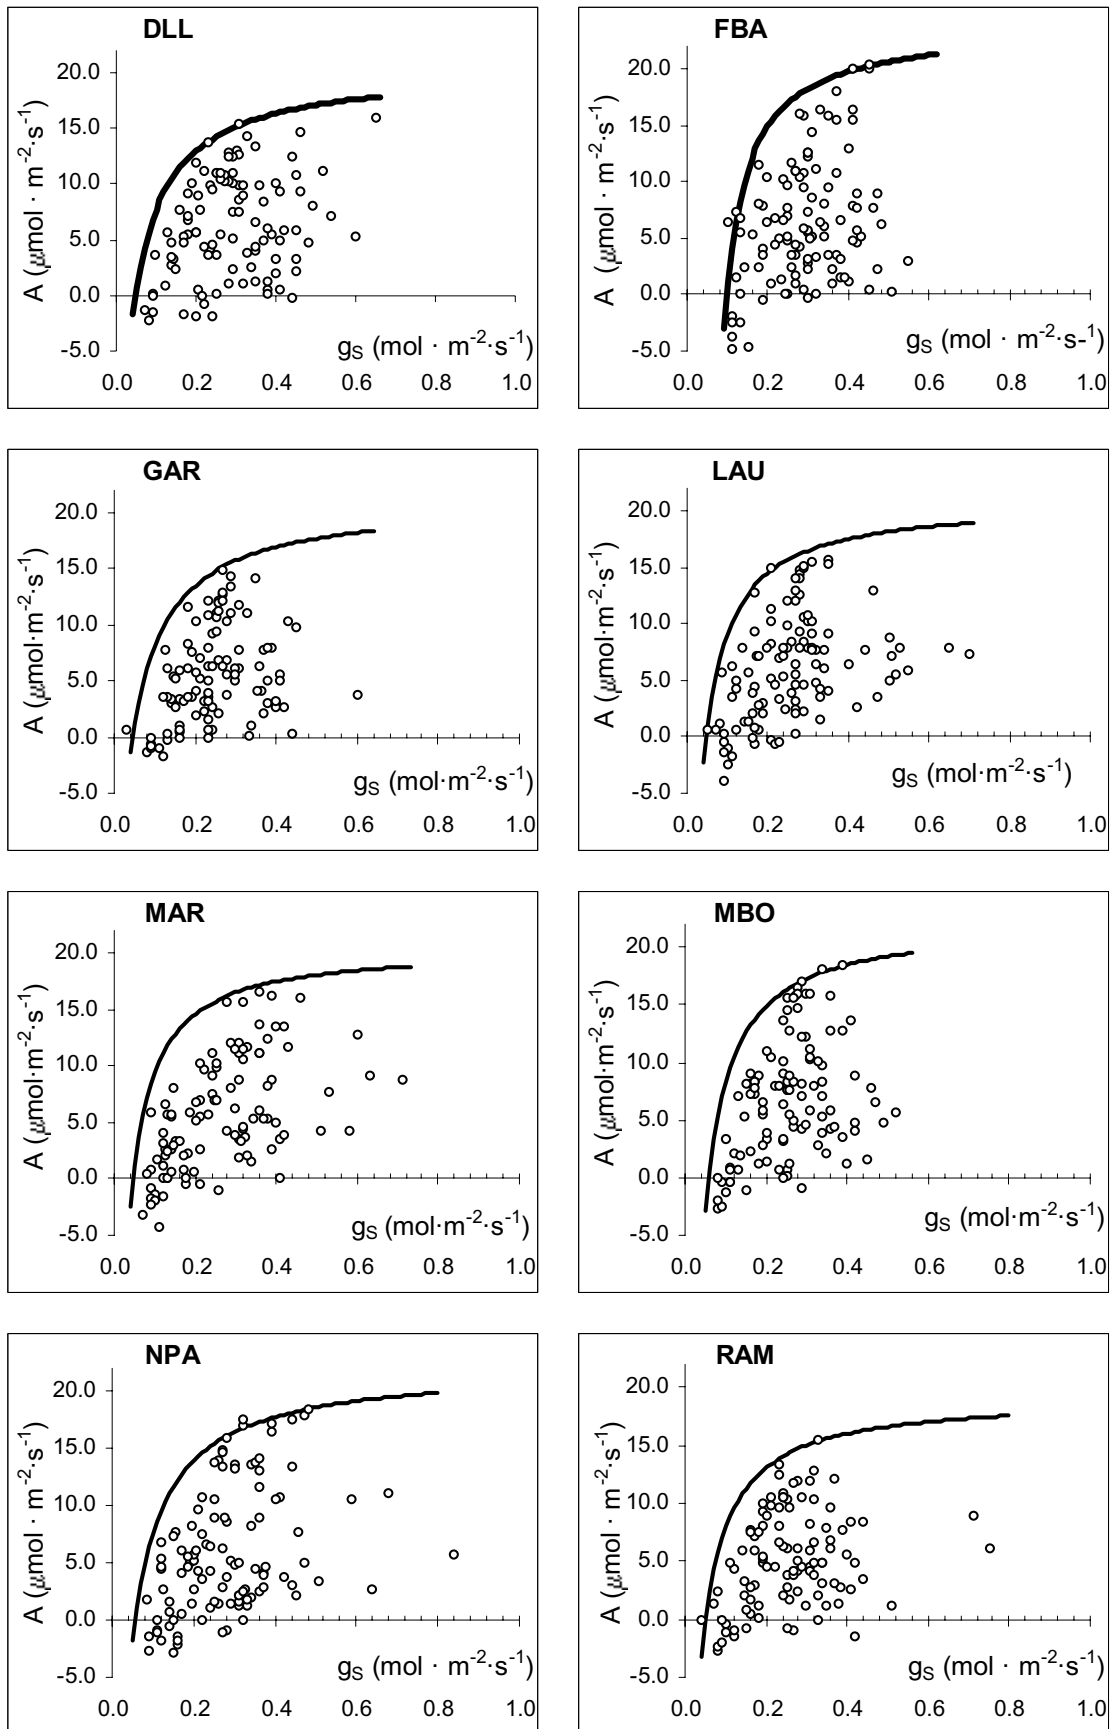 DLL
A (μmol · m⁻²·s⁻¹)
20.0
15.0
10.0
5.0
0.0
-5.0
gS (mol · m⁻²·s⁻¹)
0.0 0.2 0.4 0.6 0.8 1.0
FBA
A (μmol · m⁻²·s⁻¹)
20.0
15.0
10.0
5.0
0.0
-5.0
gS (mol · m⁻²·s-¹)
0.0 0.2 0.4 0.6 0.8 1.0
GAR
A (μmol·m⁻²·s⁻¹)
20.0
15.0
10.0
5.0
0.0
-5.0
gS (mol·m⁻²·s⁻¹)
0.0 0.2 0.4 0.6 0.8 1.0
LAU
A (μmol·m⁻²·s⁻¹)
20.0
15.0
10.0
5.0
0.0
-5.0
gS (mol·m⁻²·s⁻¹)
0.0 0.2 0.4 0.6 0.8 1.0
MAR
A (μmol·m⁻²·s⁻¹)
20.0
15.0
10.0
5.0
0.0
-5.0
gS (mol·m⁻²·s⁻¹)
0.0 0.2 0.4 0.6 0.8 1.0
MBO
A (μmol·m⁻²·s⁻¹)
20.0
15.0
10.0
5.0
0.0
-5.0
gS (mol·m⁻²·s⁻¹)
0.0 0.2 0.4 0.6 0.8 1.0
NPA
A (μmol · m⁻²·s⁻¹)
20.0
15.0
10.0
5.0
0.0
-5.0
gS (mol · m⁻²·s⁻¹)
0.0 0.2 0.4 0.6 0.8 1.0
RAM
A (μmol · m⁻²·s⁻¹)
20.0
15.0
10.0
5.0
0.0
-5.0
gS (mol · m⁻²·s⁻¹)
0.0 0.2 0.4 0.6 0.8 1.0